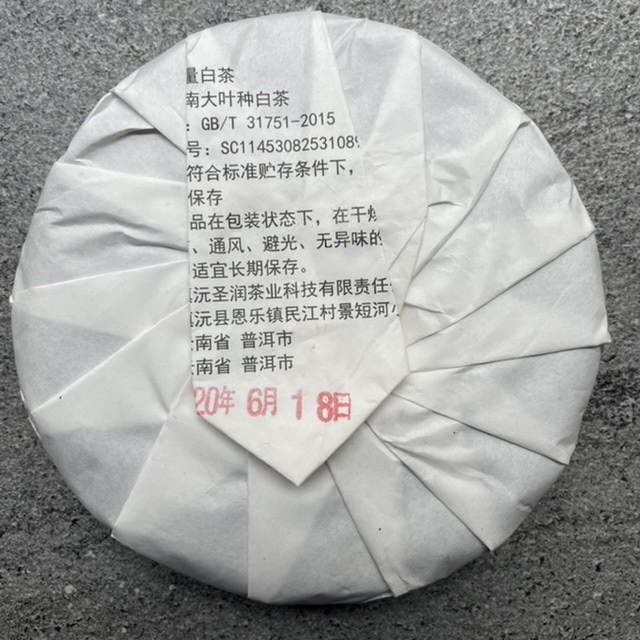 量白茶
南大叶种白茶
: GB/T 31751-2015
号: SC11453082531089
符合标准贮存条件下,
保存
品在包装状态下，在干燥
、通风、避光、无异味的
适宜长期保存。
沅圣润茶业科技有限责任
沅县恩乐镇民江村景短河
南省 普洱市
南省 普洱市
20年 6月 18日